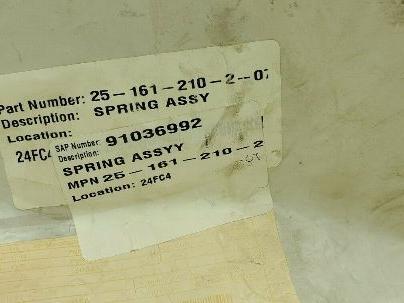 Part Number: 25-161-210-2-07
Description: SPRING ASSY
Location:
24FC4
SAP Number: 91036992
Description:
SPRING ASSYY
MPN 25-161-210-2
Location: 24FC4